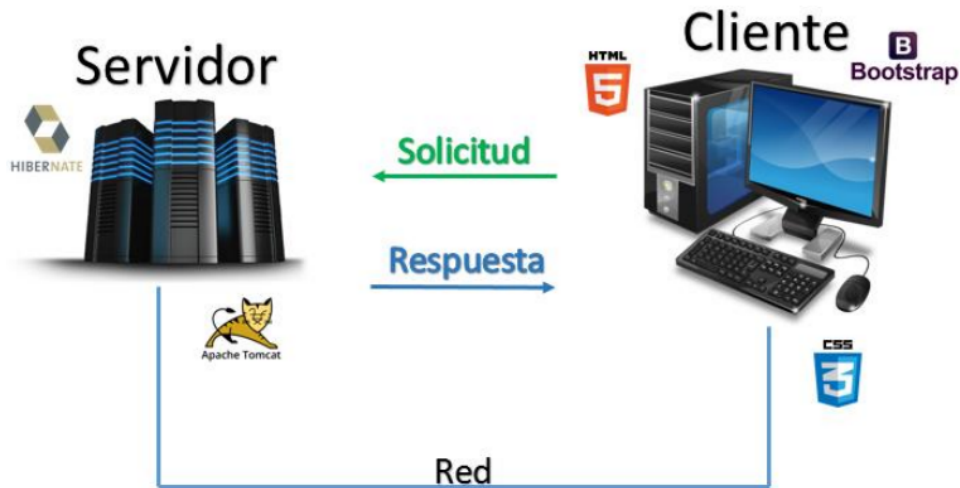 Servidor
Cliente
HTML
5
B
Bootstrap
HIBERNATE
Solicitud
Respuesta
Apache Tomcat
CSS
3
Red